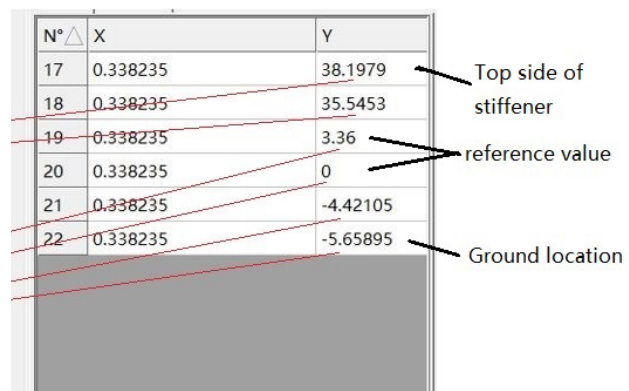 N° X Y
17 0.338235 38.1979
Top side of
stiffener
18 0.338235 35.5453
19 0.338235 3.36
reference value
20 0.338235 0
21 0.338235 -4.42105
22 0.338235 -5.65895
Ground location